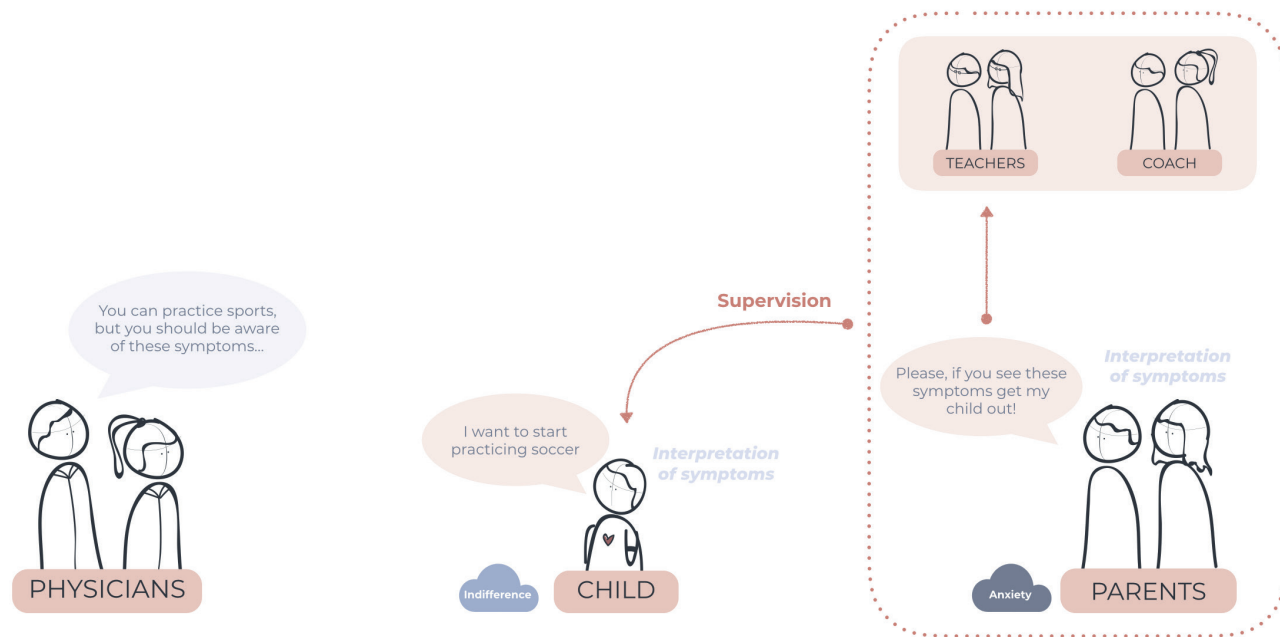 TEACHERS
COACH
Supervision
You can practice sports,
but you should be aware
of these symptoms...
Please, if you see these
symptoms get my
child out!
Interpretation
of symptoms
I want to start
practicing soccer
Interpretation
of symptoms
PHYSICIANS
Indifference
CHILD
Anxiety
PARENTS